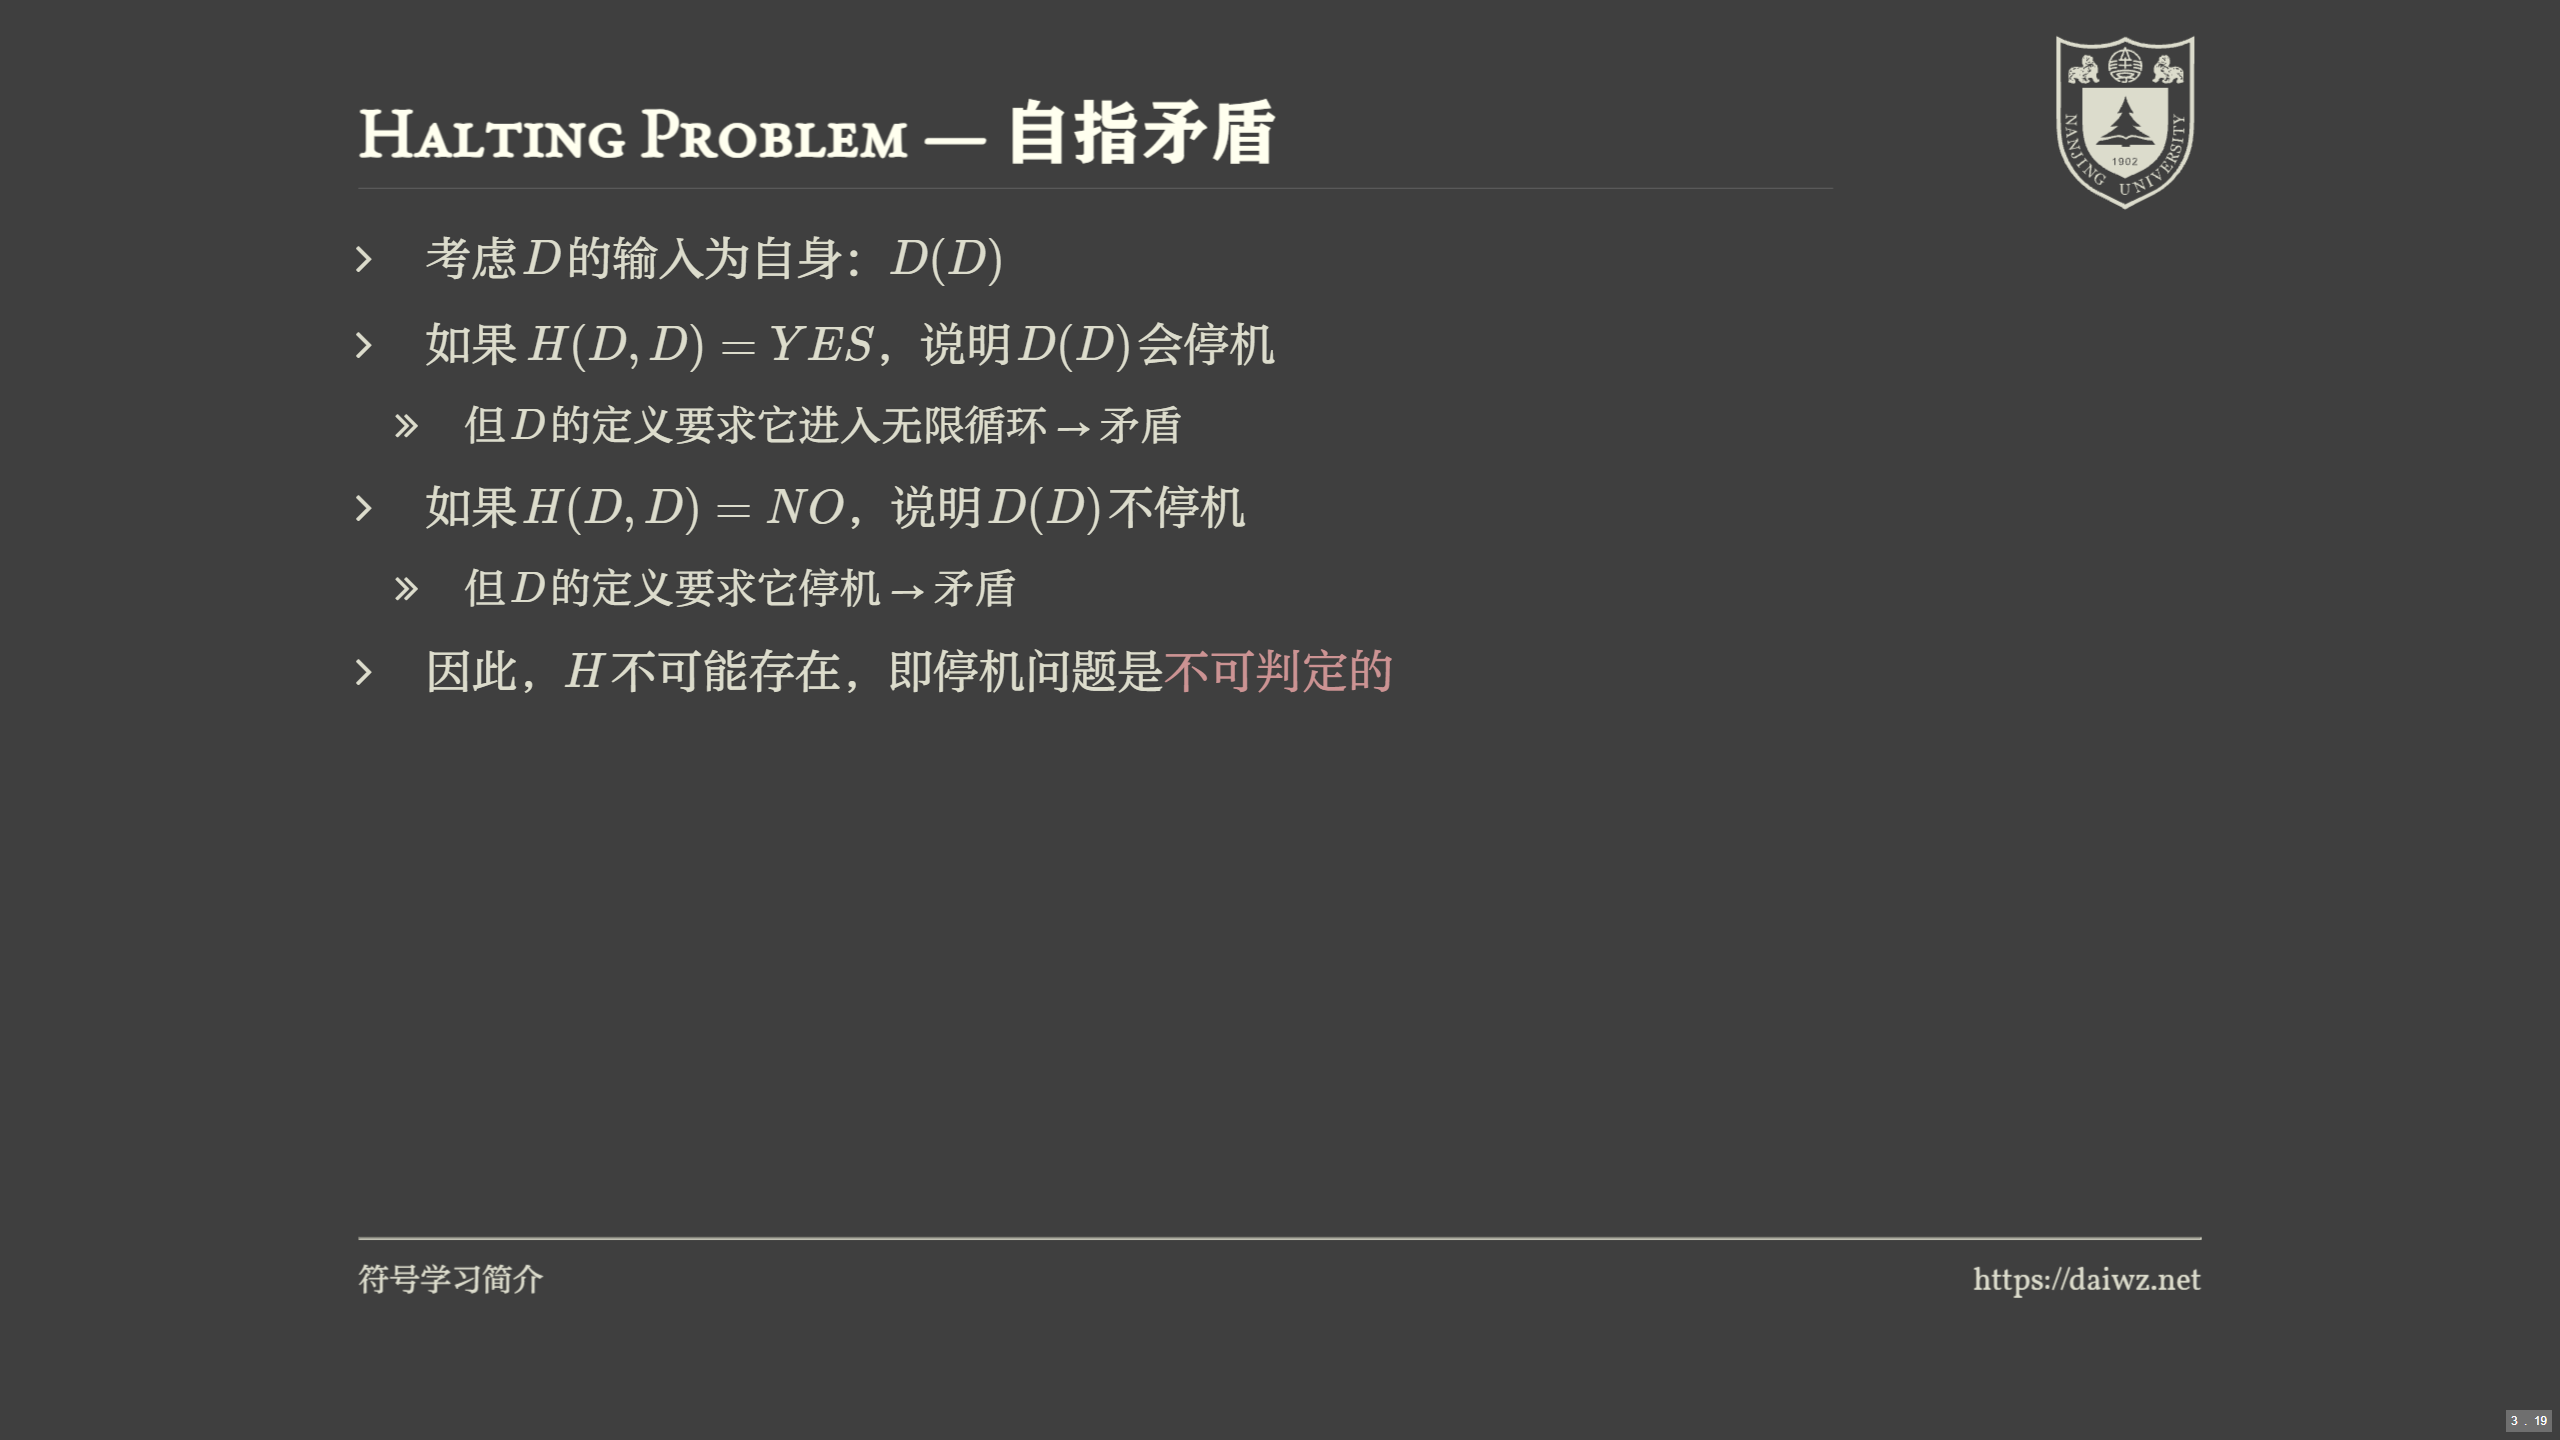 HALTING PROBLEM — 自指矛盾
NANJING UNIVERSITY
1902
考虑D的输入为自身：D(D)
如果H(D, D) = YES，说明D(D)会停机
但D的定义要求它进入无限循环→矛盾
如果H(D, D) = NO，说明D(D)不停机
但D的定义要求它停机→矛盾
因此，H不可能存在，即停机问题是不可判定的
符号学习简介
https://daiwz.net
3 . 19